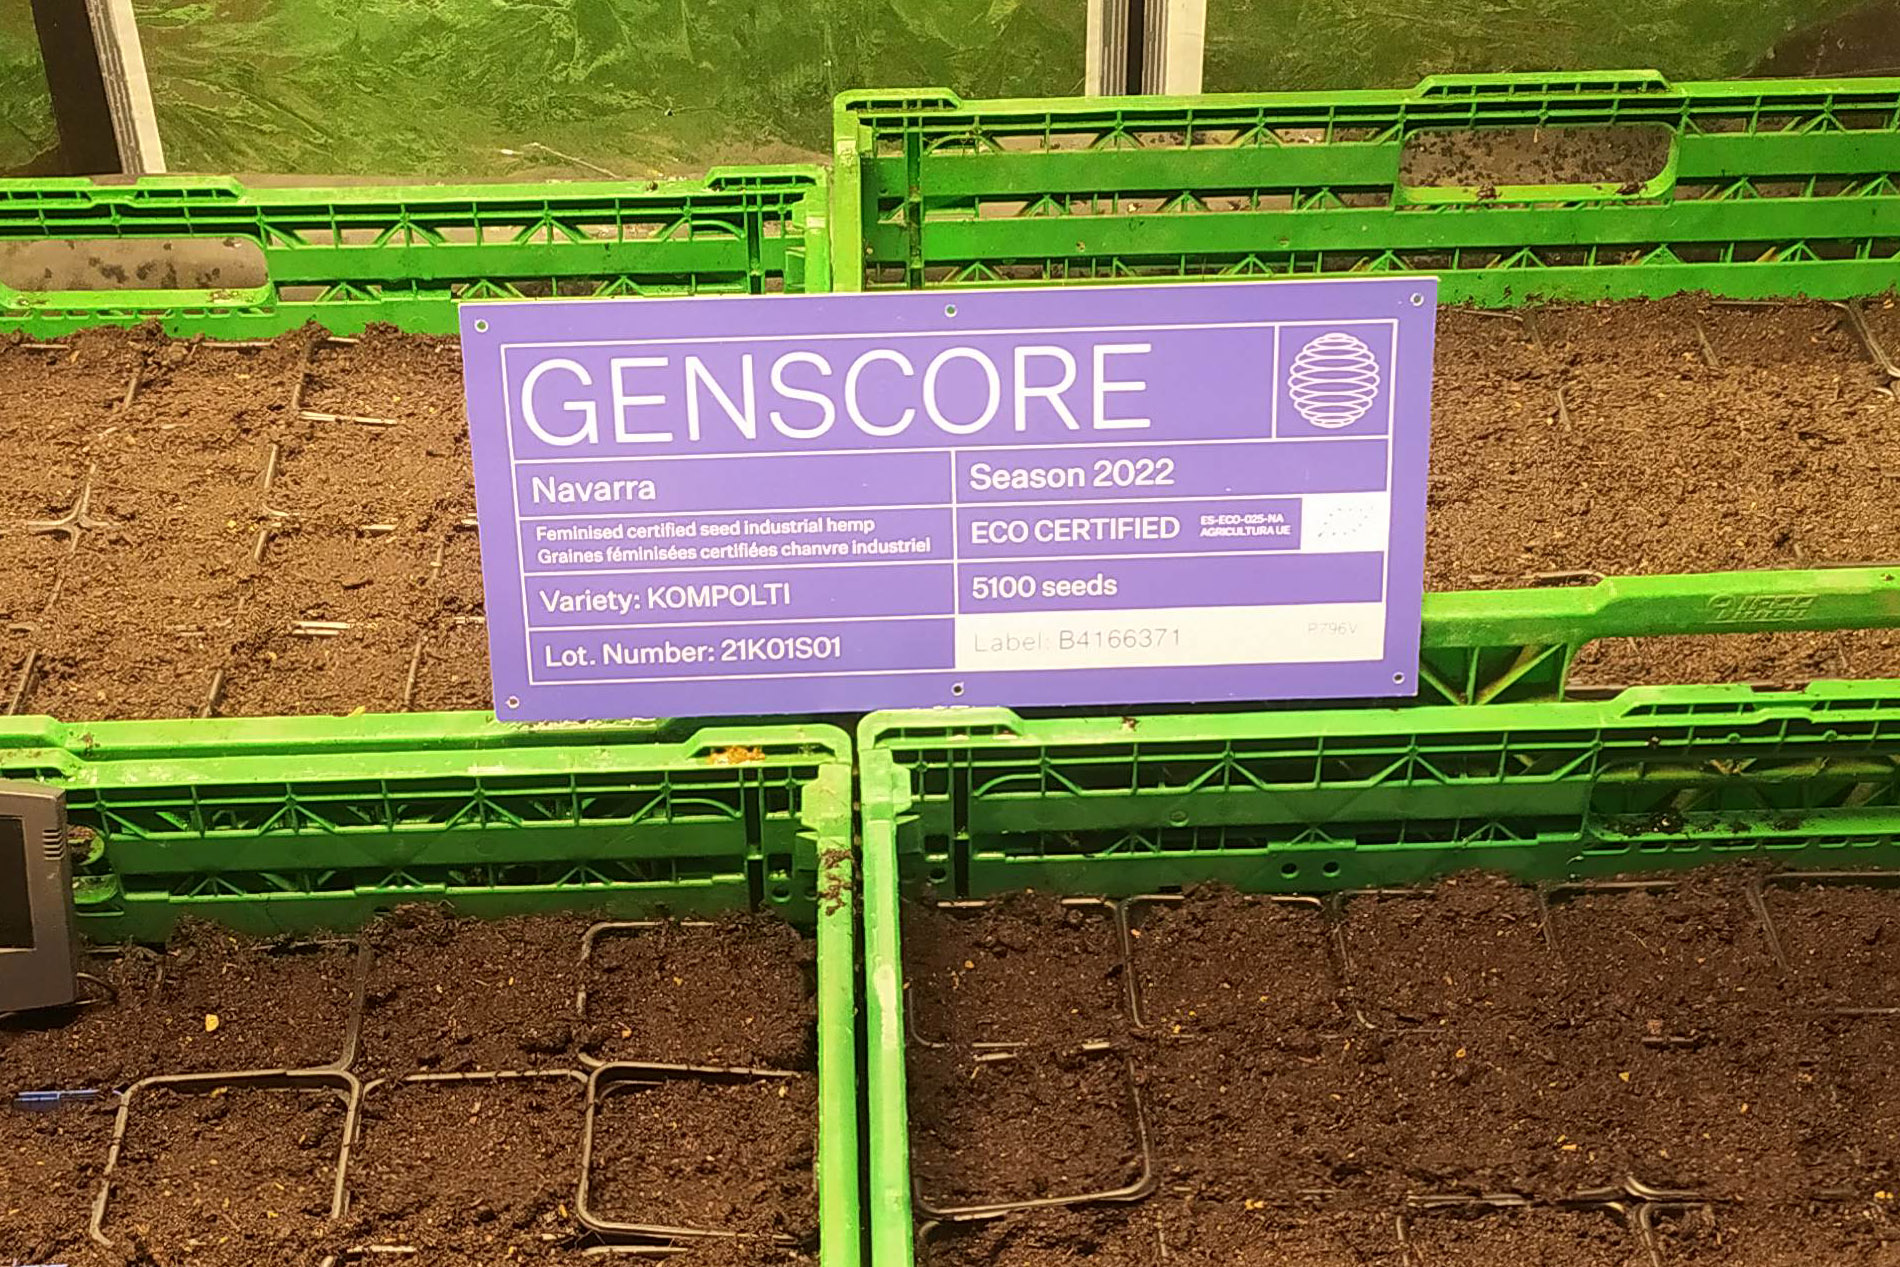 GENSCORE
Navarra
Season 2022
Feminised certified seed industrial hemp
Graines féminisées certifiées chanvre industriel
ECO CERTIFIED
ES-ECO-025-NA
AGRICULTURA UE
Variety: KOMPOLTI
5100 seeds
Lot. Number: 21K01S01
Label: B4166371
P.796V